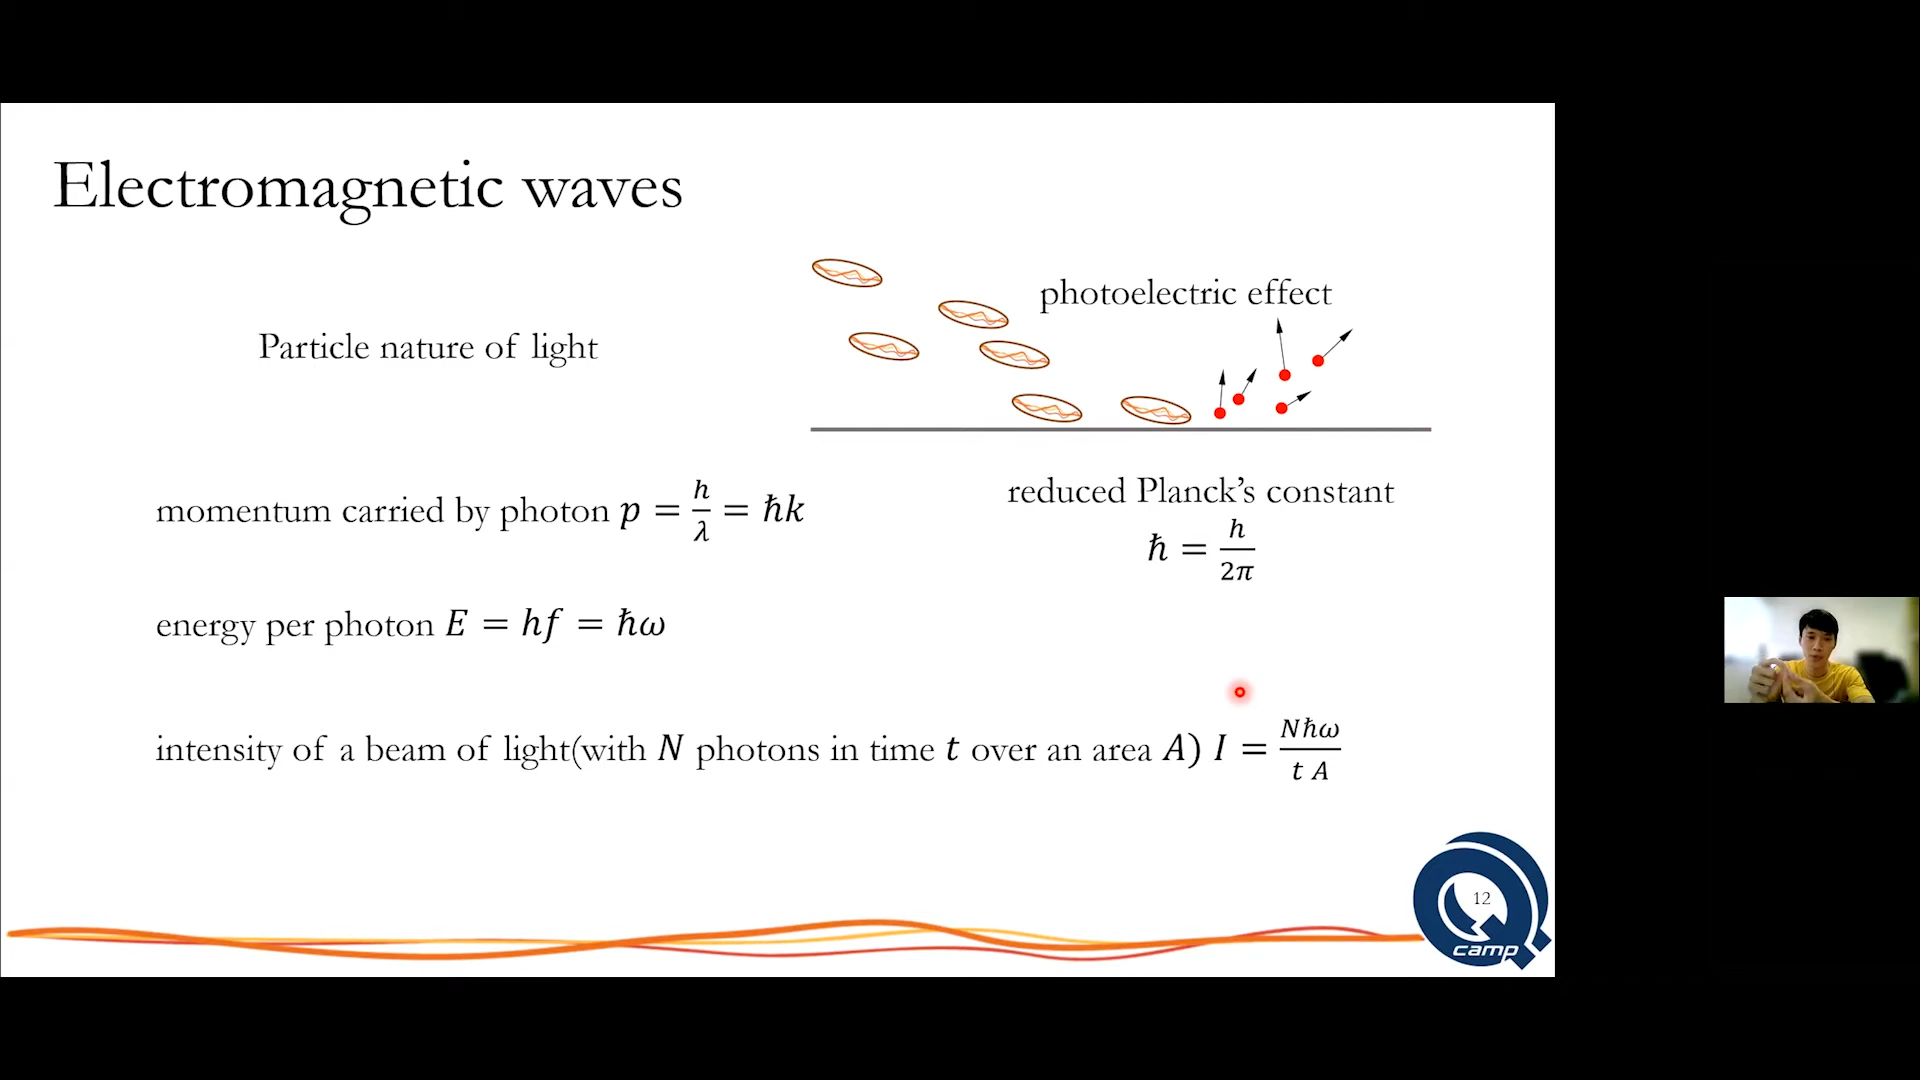 Electromagnetic waves
photoelectric effect
Particle nature of light
momentum carried by photon p = h/λ = ℏk
reduced Planck's constant
ℏ = h/2π
energy per photon E = hf = ℏω
intensity of a beam of light(with N photons in time t over an area A) I = Nℏω/t A
12
camp